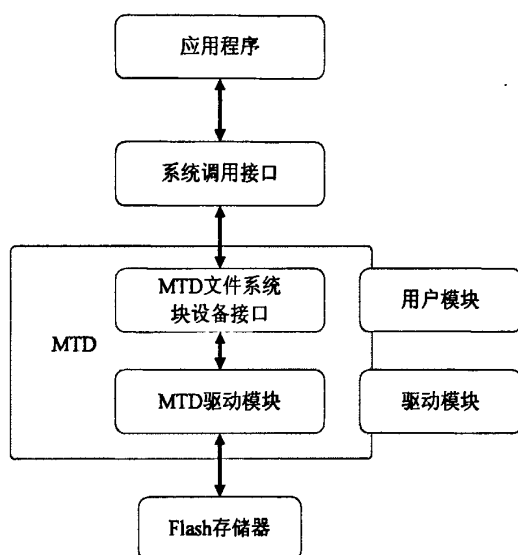 应用程序
系统调用接口
MTD文件系统
块设备接口
用户模块
MTD
MTD驱动模块
驱动模块
Flash存储器